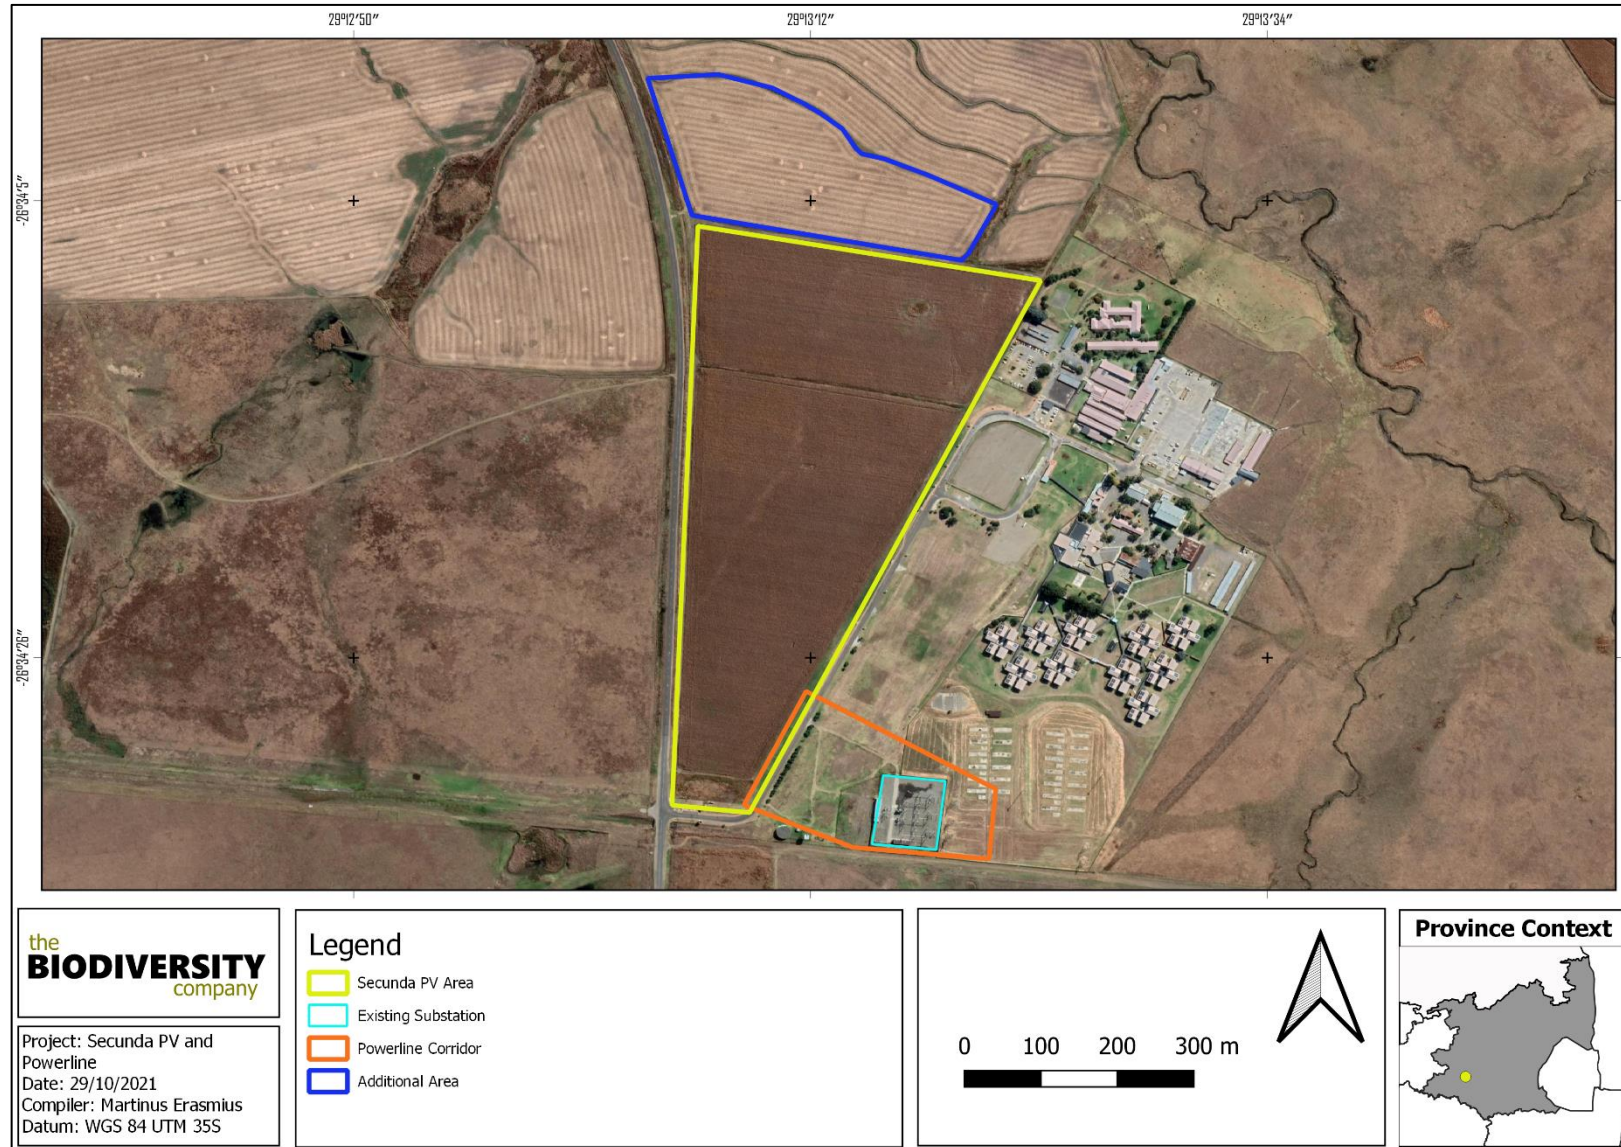 29°12'50"
29°13'12"
29°13'34"
-26°34'5"
-26°34'26"
the
BIODIVERSITY
company
Project: Secunda PV and
Powerline
Date: 29/10/2021
Compiler: Martinus Erasmius
Datum: WGS 84 UTM 35S
Legend
Secunda PV Area
Existing Substation
Powerline Corridor
Additional Area
0 100 200 300 m
Province Context